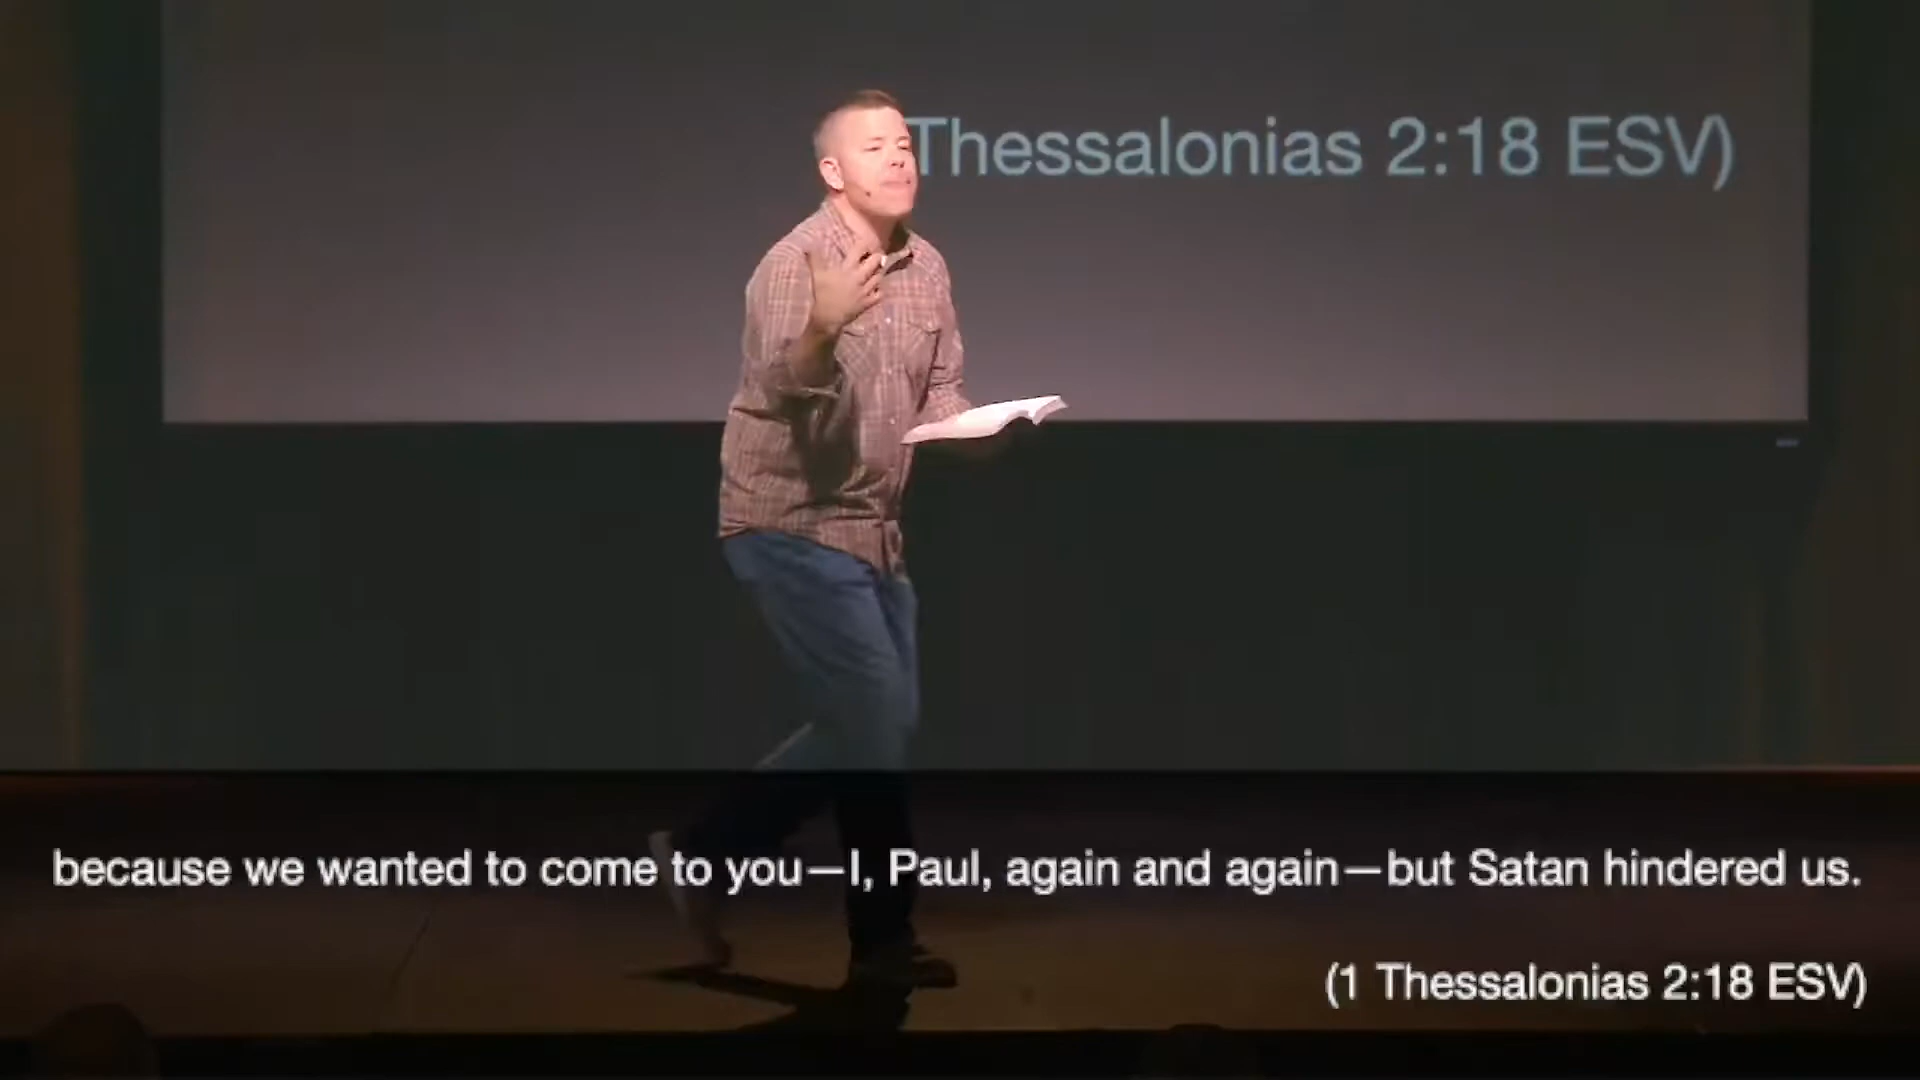 Thessalonias 2:18 ESV)
because we wanted to come to you—I, Paul, again and again—but Satan hindered us.
(1 Thessalonias 2:18 ESV)